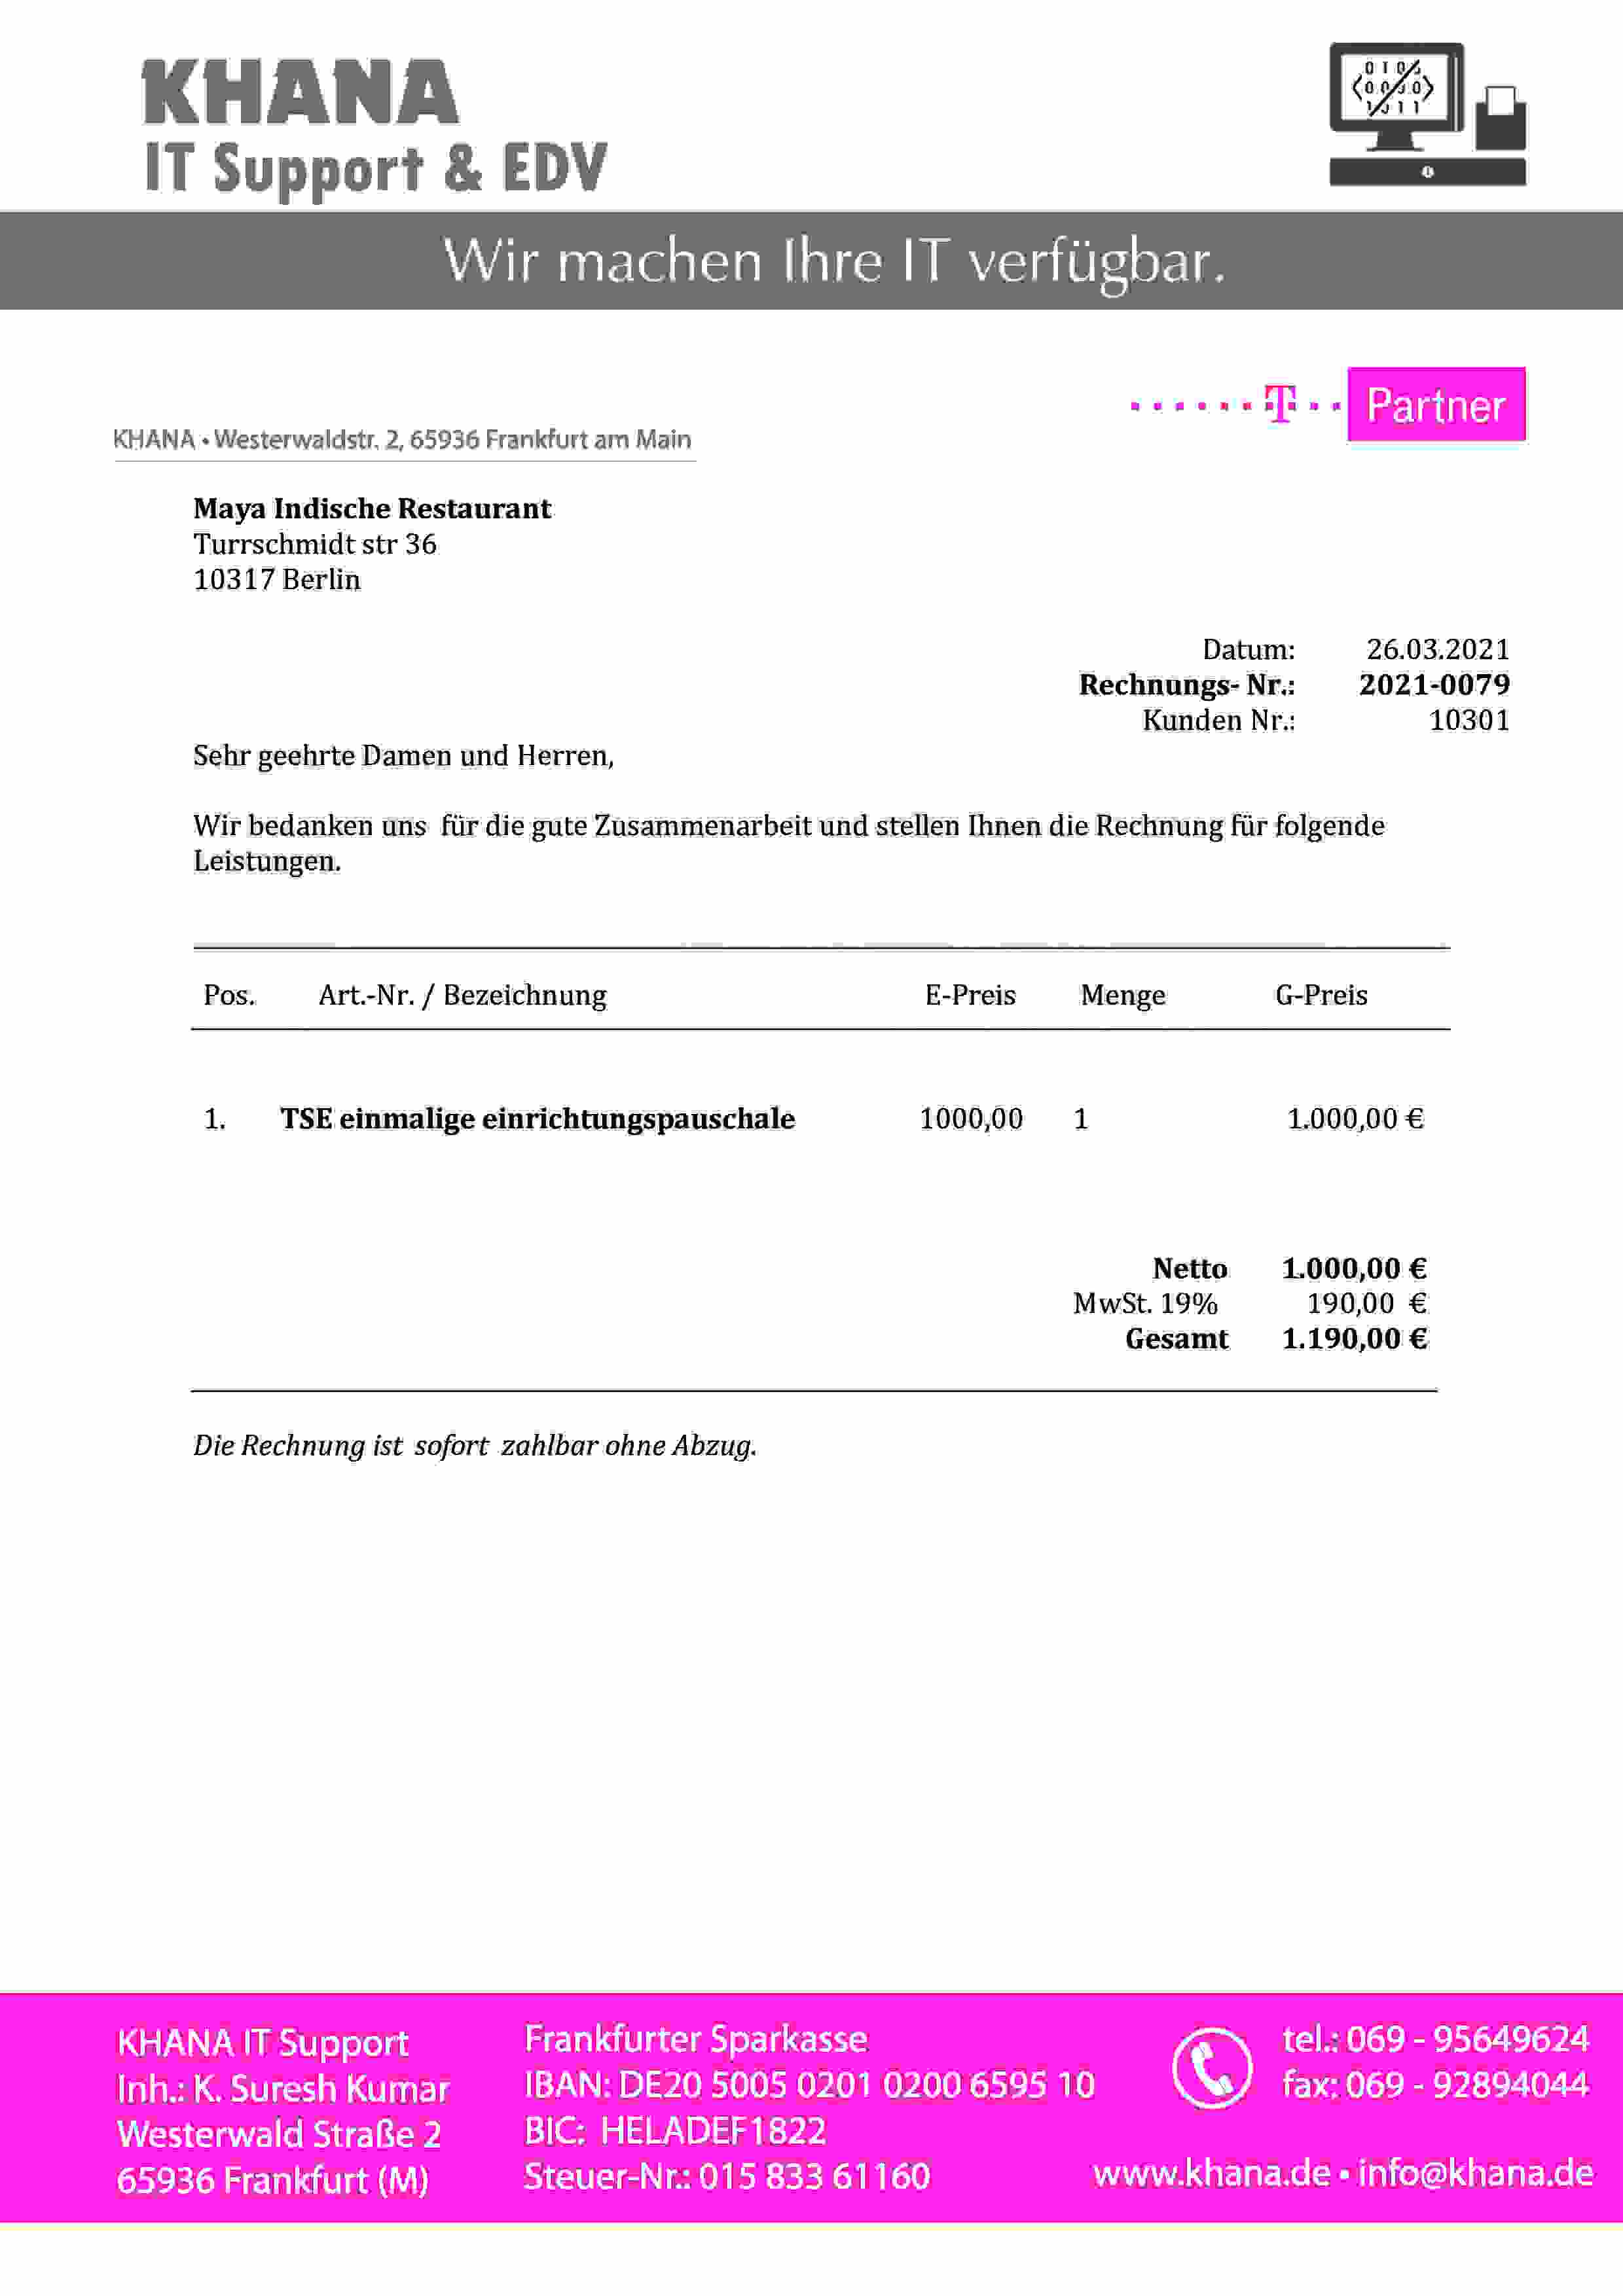 KHANA
IT Support & EDV
Wir machen Ihre IT verfügbar.
T Partner
KHANA • Westerwaldstr. 2, 65936 Frankfurt am Main
Maya Indische Restaurant
Turrschmidt str 36
10317 Berlin
Datum: 26.03.2021
Rechnungs- Nr.: 2021-0079
Kunden Nr.: 10301
Sehr geehrte Damen und Herren,
Wir bedanken uns für die gute Zusammenarbeit und stellen Ihnen die Rechnung für folgende
Leistungen.
Pos. Art.-Nr. / Bezeichnung E-Preis Menge G-Preis
1. TSE einmalige einrichtungspauschale 1000,00 1 1.000,00 €
Netto 1.000,00 €
MwSt. 19% 190,00 €
Gesamt 1.190,00 €
Die Rechnung ist sofort zahlbar ohne Abzug.
KHANA IT Support
Inh.: K. Suresh Kumar
Westerwald Straße 2
65936 Frankfurt (M)
Frankfurter Sparkasse
IBAN: DE20 5005 0201 0200 6595 10
BIC: HELADEF1822
Steuer-Nr.: 015 833 61160
tel.: 069 - 95649624
fax: 069 - 92894044
www.khana.de • info@khana.de